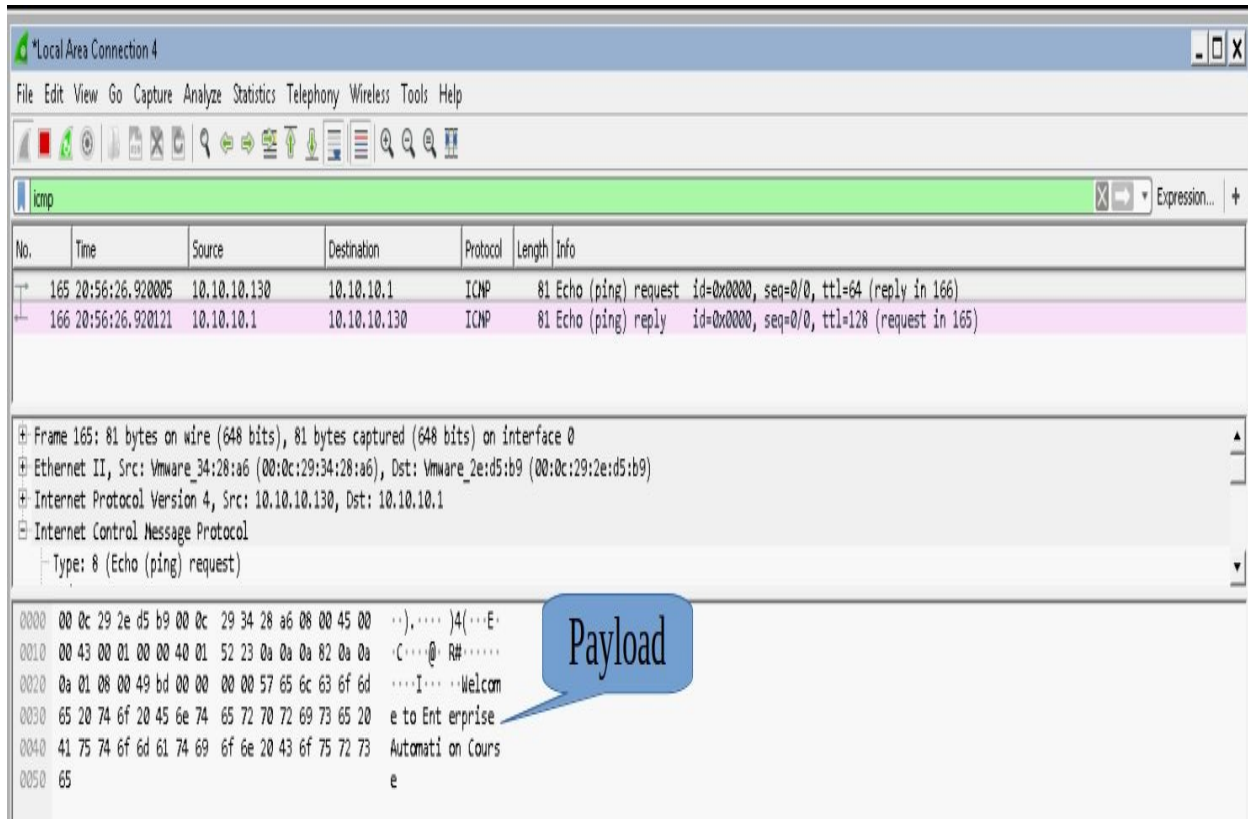 *Local Area Connection 4
File Edit View Go Capture Analyze Statistics Telephony Wireless Tools Help
icmp Expression... +
No. Time Source Destination Protocol Length Info
165 20:56:26.920005 10.10.10.130 10.10.10.1 ICMP 81 Echo (ping) request id=0x0000, seq=0/0, ttl=64 (reply in 166)
166 20:56:26.920121 10.10.10.1 10.10.10.130 ICMP 81 Echo (ping) reply id=0x0000, seq=0/0, ttl=128 (request in 165)
Frame 165: 81 bytes on wire (648 bits), 81 bytes captured (648 bits) on interface 0
Ethernet II, Src: Vmware_34:28:a6 (00:0c:29:34:28:a6), Dst: Vmware_2e:d5:b9 (00:0c:29:2e:d5:b9)
Internet Protocol Version 4, Src: 10.10.10.130, Dst: 10.10.10.1
Internet Control Message Protocol
Type: 8 (Echo (ping) request)
0000 00 0c 29 2e d5 b9 00 0c 29 34 28 a6 08 00 45 00 ··).···· )4(···E·
0010 00 43 00 01 00 00 40 01 52 23 0a 0a 0a 82 0a 0a ·C····@· R#······
0020 0a 01 08 00 49 bd 00 00 00 00 57 65 6c 63 6f 6d ····I··· ··Welcom
0030 65 20 74 6f 20 45 6e 74 65 72 70 72 69 73 65 20 e to Ent erprise
0040 41 75 74 6f 6d 61 74 69 6f 6e 20 43 6f 75 72 73 Automati on Cours
0050 65 e
Payload